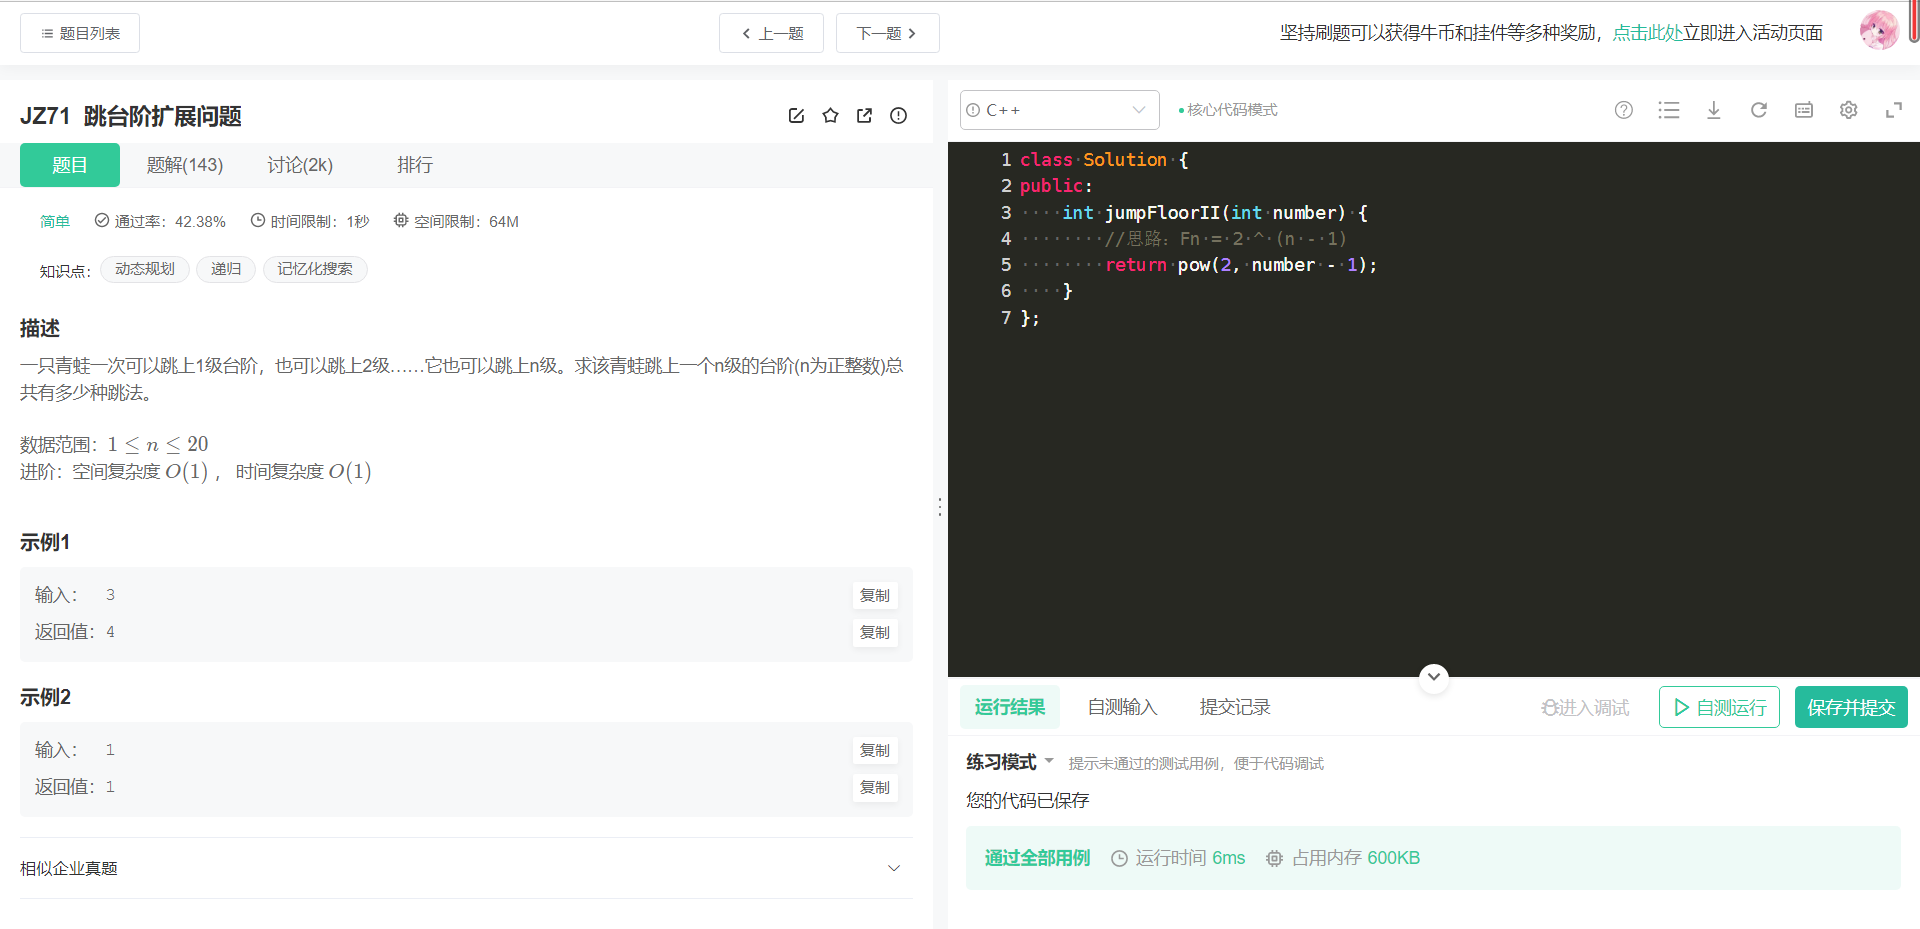 题目列表
上一题
下一题
坚持刷题可以获得牛币和挂件等多种奖励，点击此处立即进入活动页面
JZ71 跳台阶扩展问题
题目 题解(143) 讨论(2k) 排行
简单 通过率：42.38% 时间限制：1秒 空间限制：64M
知识点： 动态规划 递归 记忆化搜索
描述
一只青蛙一次可以跳上1级台阶，也可以跳上2级……它也可以跳上n级。求该青蛙跳上一个n级的台阶(n为正整数)总
共有多少种跳法。
数据范围：1 ≤ n ≤ 20
进阶：空间复杂度 O(1) ， 时间复杂度 O(1)
示例1
输入： 3 复制
返回值：4 复制
示例2
输入： 1 复制
返回值：1 复制
相似企业真题
C++ 核心代码模式
1 class·Solution·{
2 public:
3 ····int·jumpFloorII(int·number)·{
4 ········//思路：Fn·=·2·^·(n·-·1)
5 ········return·pow(2,·number·-·1);
6 ····}
7 };
运行结果 自测输入 提交记录 进入调试 自测运行 保存并提交
练习模式 提示未通过的测试用例，便于代码调试
您的代码已保存
通过全部用例 运行时间 6ms 占用内存 600KB